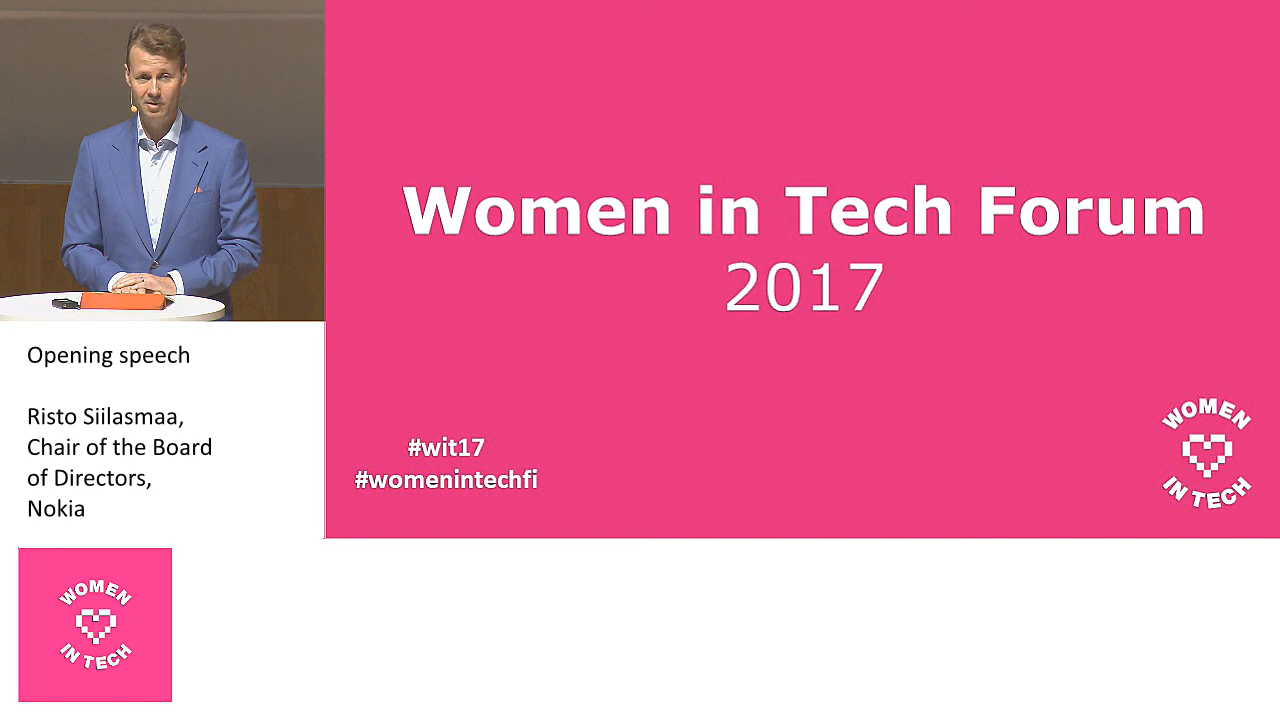 Women in Tech Forum
2017
Opening speech
Risto Siilasmaa,
Chair of the Board
of Directors,
Nokia
#wit17
#womenintechfi
WOMEN
IN TECH
WOMEN
IN TECH